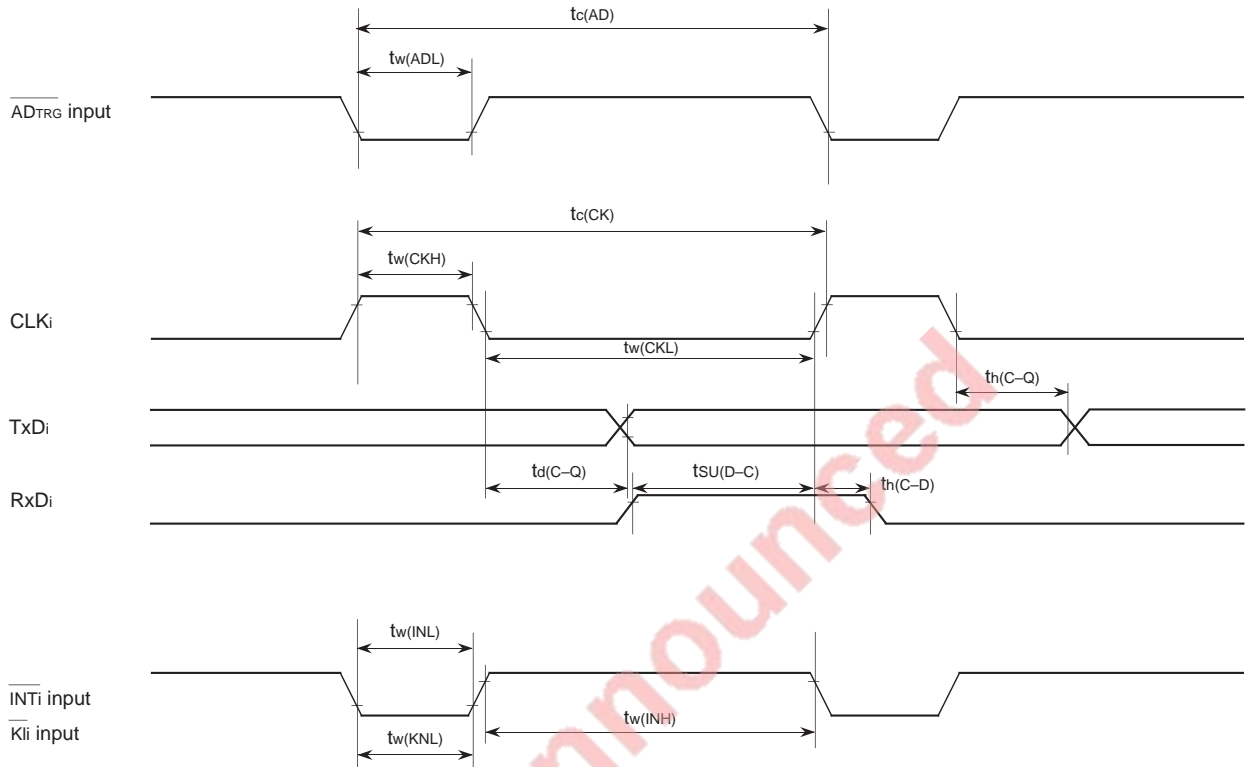 tc(AD)
tw(ADL)
ADTRG input
tc(CK)
tw(CKH)
CLKi
tw(CKL)
th(C–Q)
TxDi
td(C–Q)
tSU(D–C)
th(C–D)
RxDi
tw(INL)
INTi input
KIi input
tw(INH)
tw(KNL)
nnounced